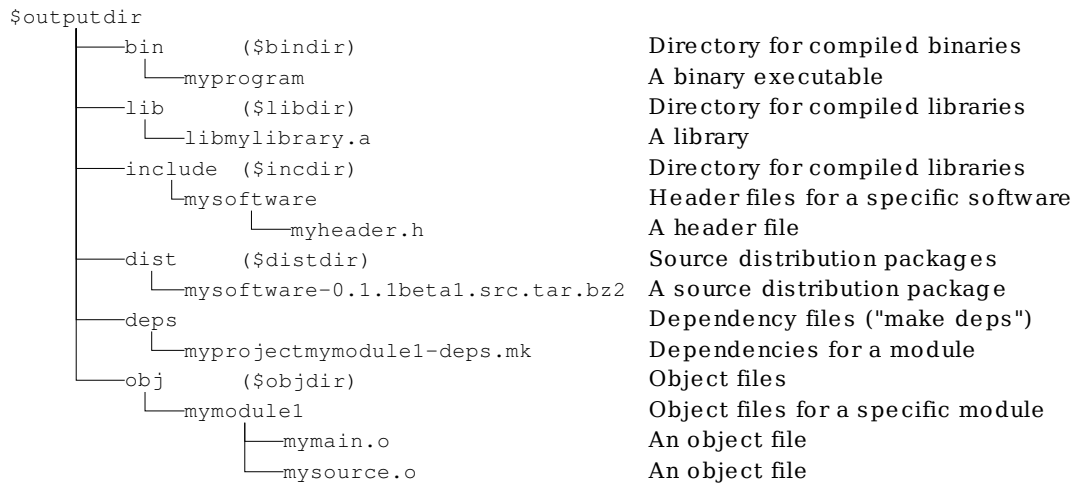 $outputdir
bin ($bindir) Directory for compiled binaries
myprogram A binary executable
lib ($libdir) Directory for compiled libraries
libmylibrary.a A library
include ($incdir) Directory for compiled libraries
mysoftware Header files for a specific software
myheader.h A header file
dist ($distdir) Source distribution packages
mysoftware-0.1.1beta1.src.tar.bz2 A source distribution package
deps Dependency files ("make deps")
myprojectmymodule1-deps.mk Dependencies for a module
obj ($objdir) Object files
mymodule1 Object files for a specific module
mymain.o An object file
mysource.o An object file